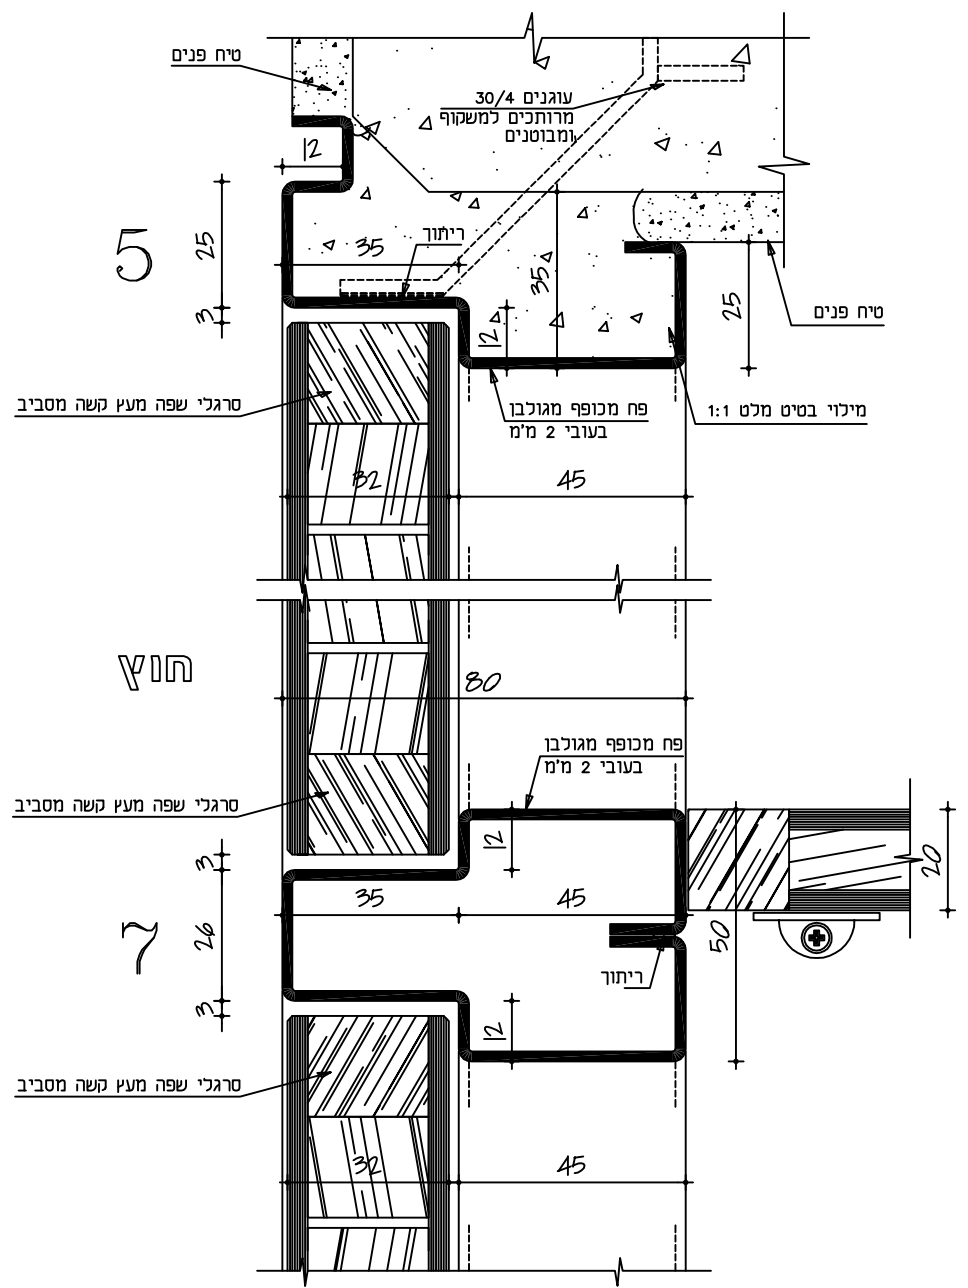 טיח פנים
עוגנים 30/4
מרותכים למשקוף
ומבוטנים
12
5
25
35
ריתוך
35
25
3
12
טיח פנים
סרגלי שפה מעץ קשה מסביב
פח מכופף מגולבן
בעובי 2 מ'מ
מילוי בטיט מלט 1:1
32
45
חוץ
80
פח מכופף מגולבן
בעובי 2 מ'מ
סרגלי שפה מעץ קשה מסביב
3
12
20
35
45
7
26
50
ריתוך
3
12
סרגלי שפה מעץ קשה מסביב
32
45